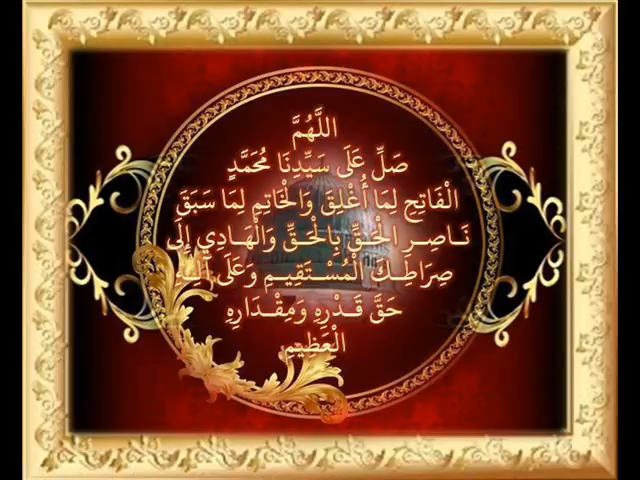 اللَّهُمَّ
صَلِّ عَلَى سَيِّدِنَا مُحَمَّدٍ
الْفَاتِحِ لِمَا أُغْلِقَ وَالْخَاتِمِ لِمَا سَبَقَ
نَاصِرِ الْحَقِّ بِالْحَقِّ وَالْهَادِي إِلَى
صِرَاطِكَ الْمُسْتَقِيمِ وَعَلَى آلِهِ
حَقَّ قَدْرِهِ وَمِقْدَارِهِ
الْعَظِيمِ